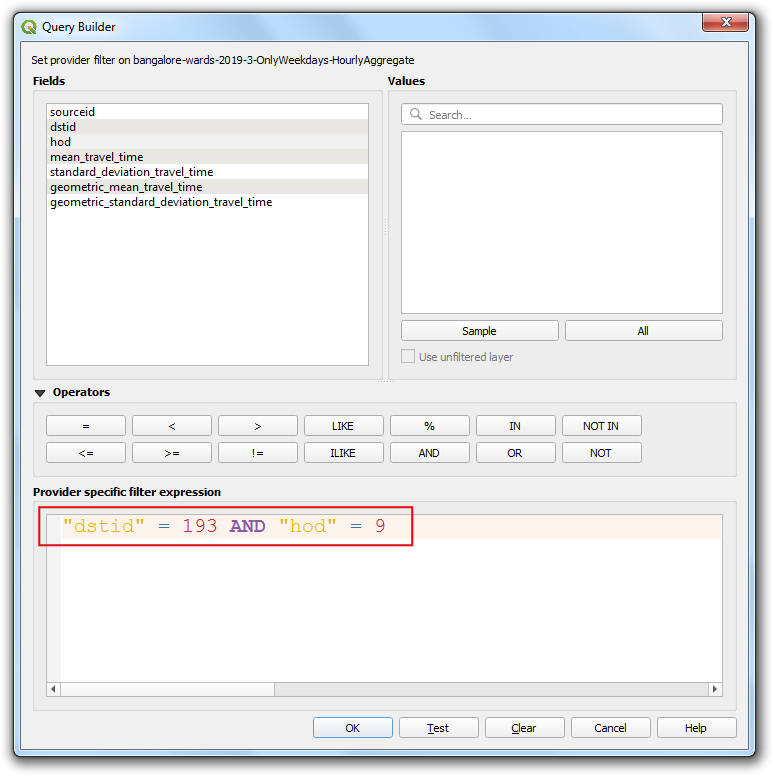 Query Builder
Set provider filter on bangalore-wards-2019-3-OnlyWeekdays-HourlyAggregate
Fields
sourceid
dstid
hod
mean_travel_time
standard_deviation_travel_time
geometric_mean_travel_time
geometric_standard_deviation_travel_time
Values
Search...
Sample All
Use unfiltered layer
Operators
= < > LIKE % IN NOT IN
<= >= != ILIKE AND OR NOT
Provider specific filter expression
"dstid" = 193 AND "hod" = 9
OK Test Clear Cancel Help